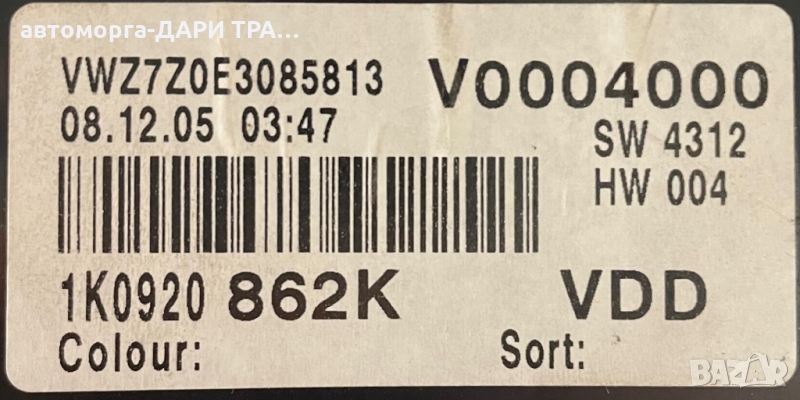 автоморга-ДАРИ ТРА...
VWZ7Z0E3085813 V0004000
08.12.05 03:47 SW 4312
HW 004
1K0920 862K VDD
Colour: Sort:
BAZAR